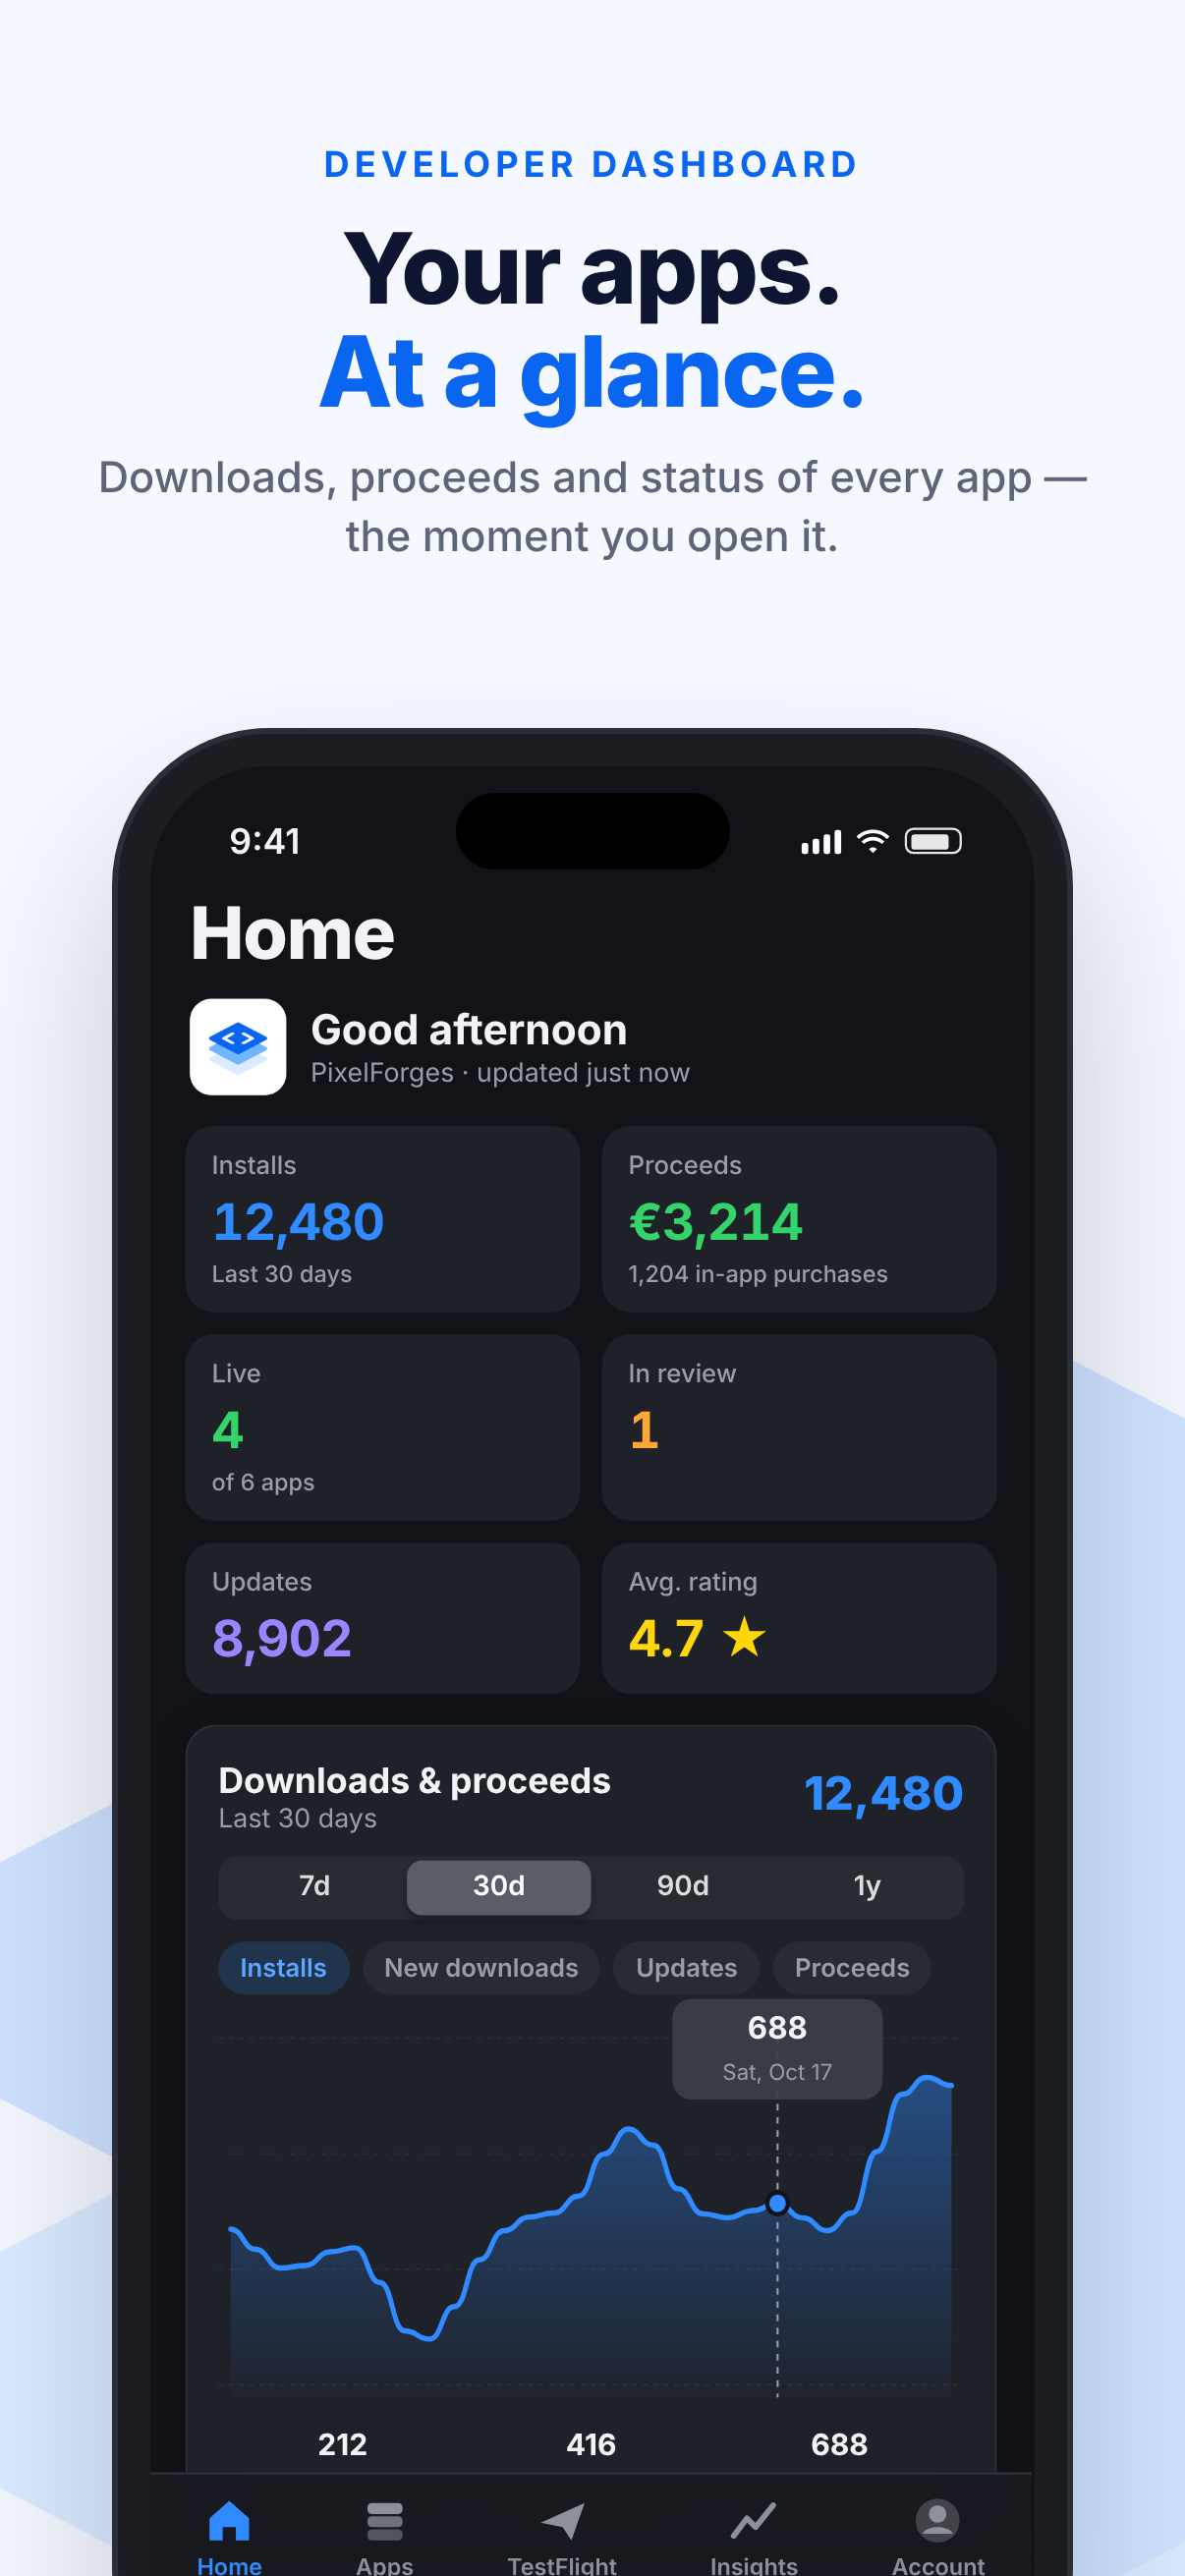 DEVELOPER DASHBOARD
Your apps.
At a glance.
Downloads, proceeds and status of every app —
the moment you open it.
9:41
Home
Good afternoon
PixelForges · updated just now
Installs
12,480
Last 30 days
Proceeds
€3,214
1,204 in-app purchases
Live
4
of 6 apps
In review
1
Updates
8,902
Avg. rating
4.7 ★
Downloads & proceeds
Last 30 days
12,480
7d 30d 90d 1y
Installs New downloads Updates Proceeds
688
Sat, Oct 17
212 416 688
Home Apps TestFlight Insights Account